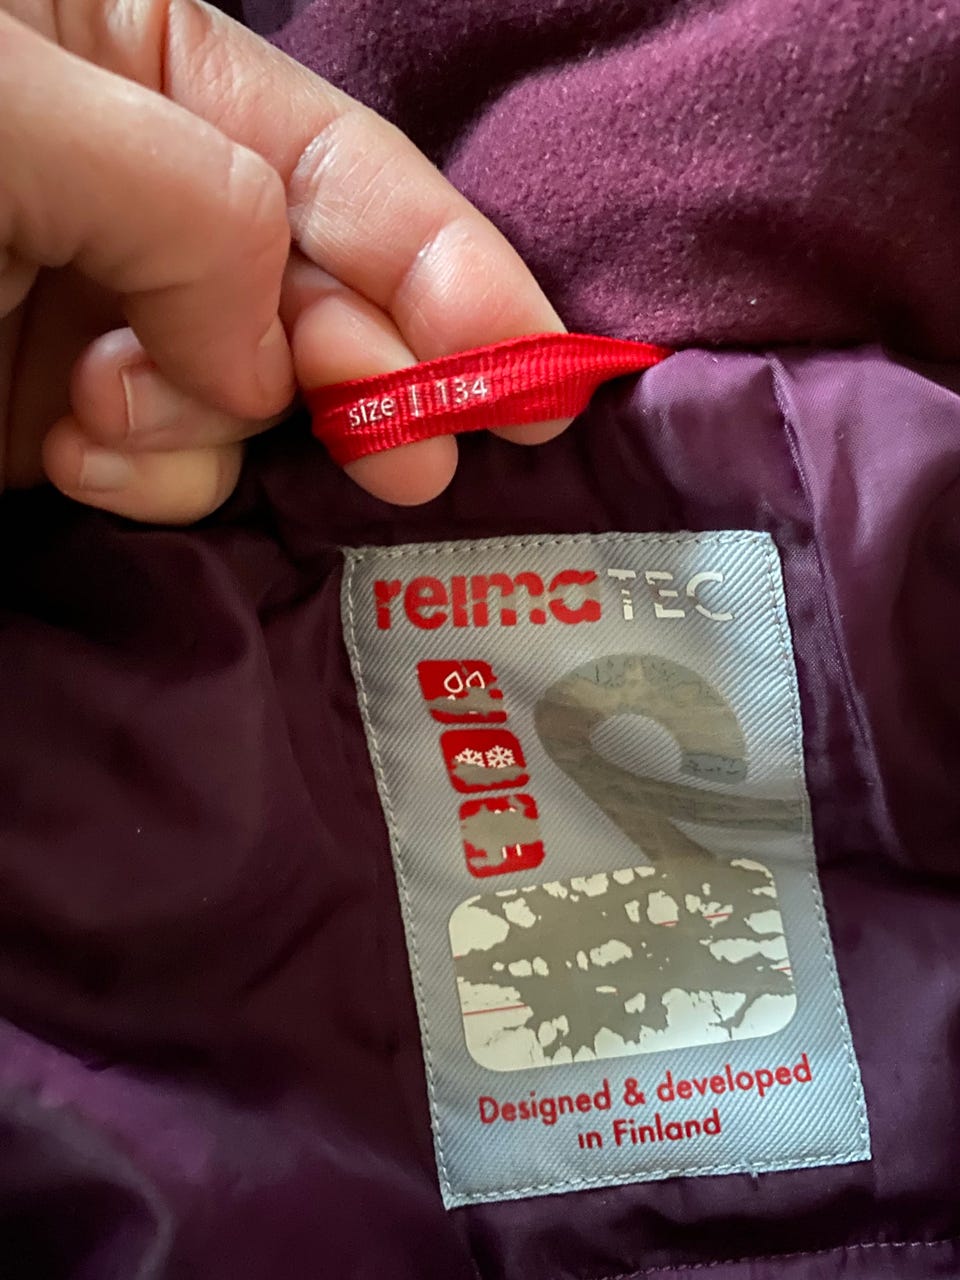 size | 134
reimaTEC
Designed & developed
in Finland